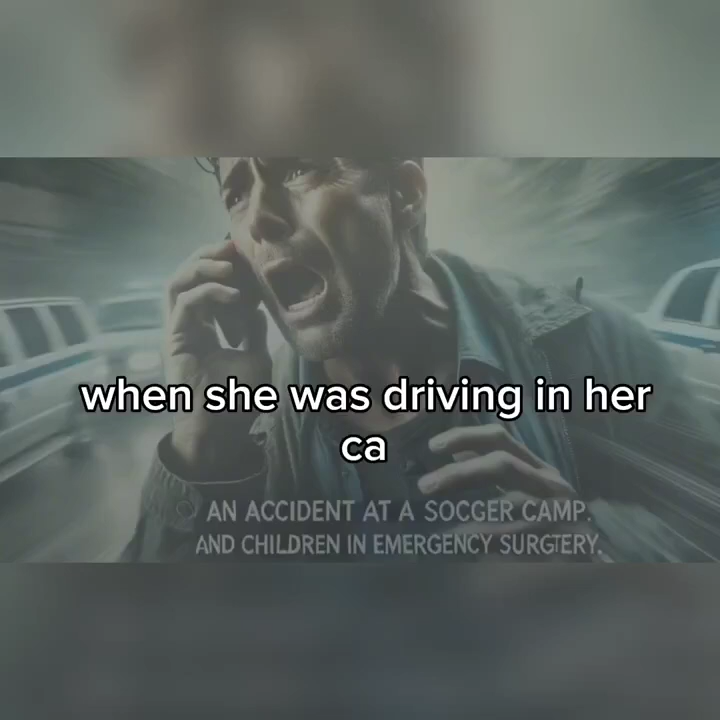 when she was driving in her
ca
AN ACCIDENT AT A SOCGER CAMP.
AND CHILDREN IN EMERGENCY SURGTERY.